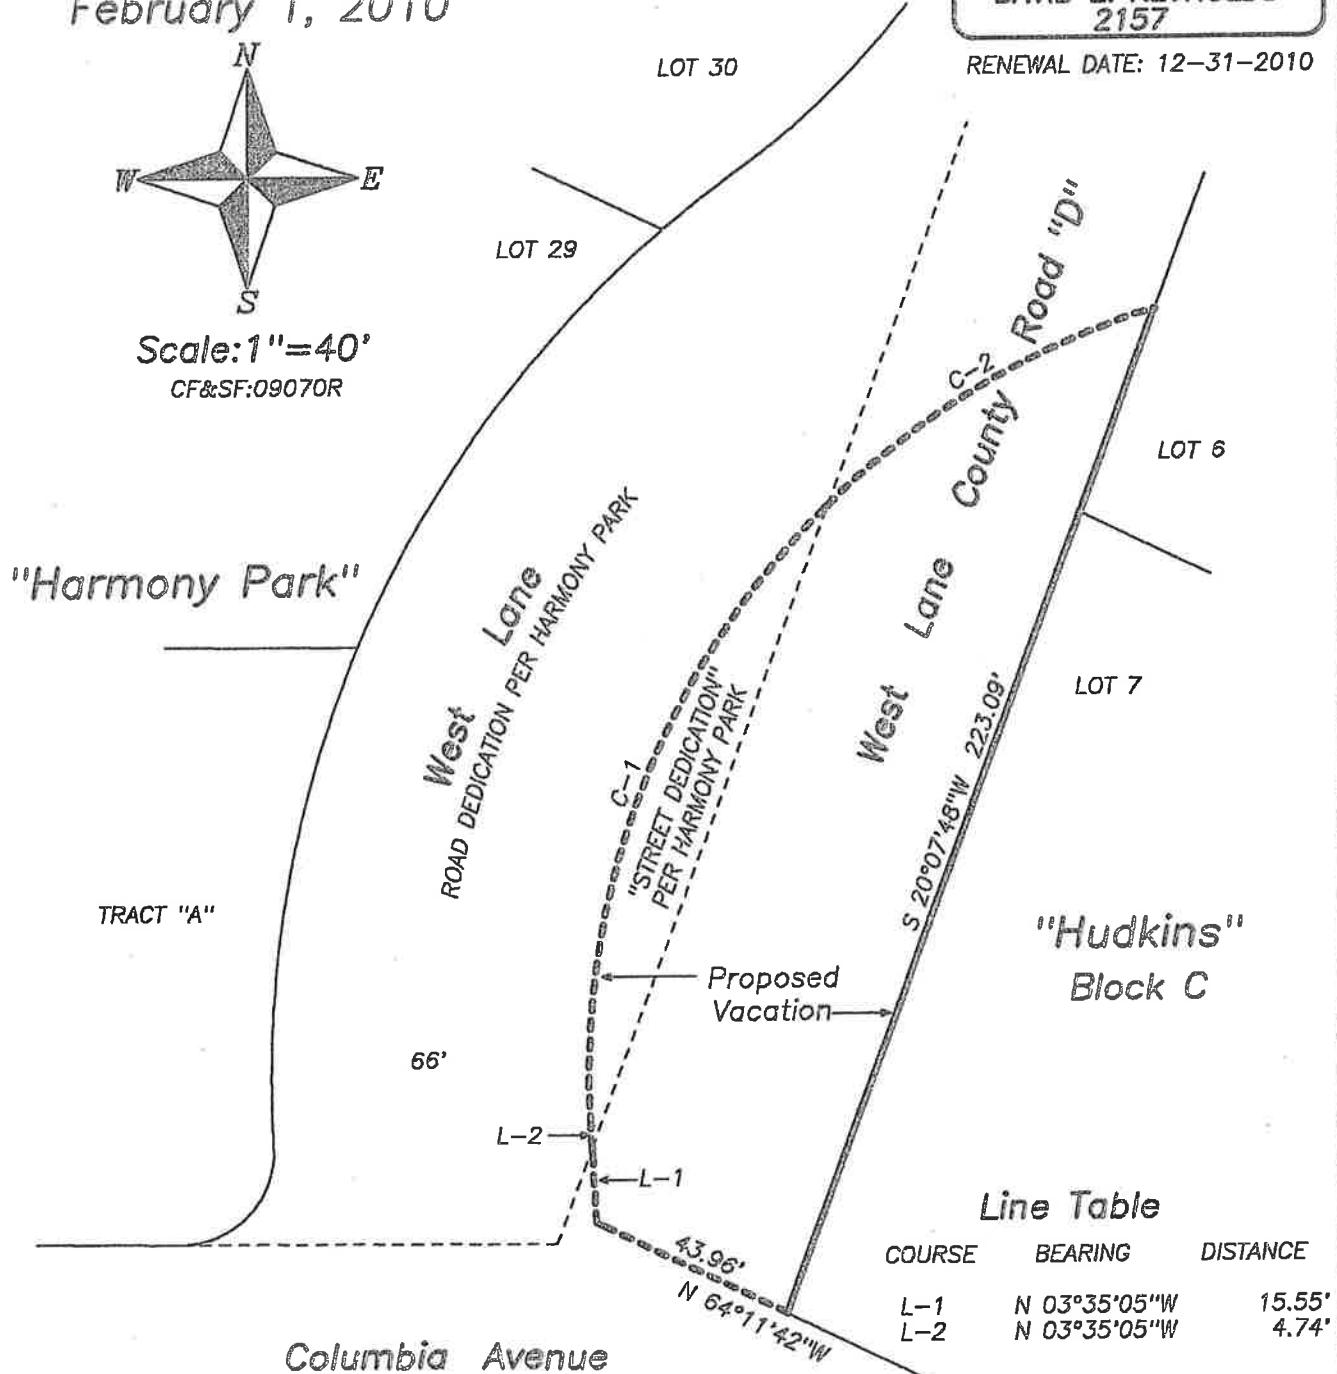 February 1, 2010
2157
RENEWAL DATE: 12-31-2010
N
W
E
S
Scale:1"=40'
CF&SF:09070R
LOT 30
LOT 29
West Lane County Road "D"
C-2
LOT 6
"Harmony Park"
West Lane
ROAD DEDICATION PER HARMONY PARK
C-1
"STREET DEDICATION"
PER HARMONY PARK
LOT 7
S 20°07'48"W 223.09'
TRACT "A"
"Hudkins"
Block C
Proposed
Vacation
66'
L-2
L-1
43.96'
N 64°11'42"W
Columbia Avenue
Line Table
COURSE BEARING DISTANCE
L-1 N 03°35'05"W 15.55'
L-2 N 03°35'05"W 4.74'